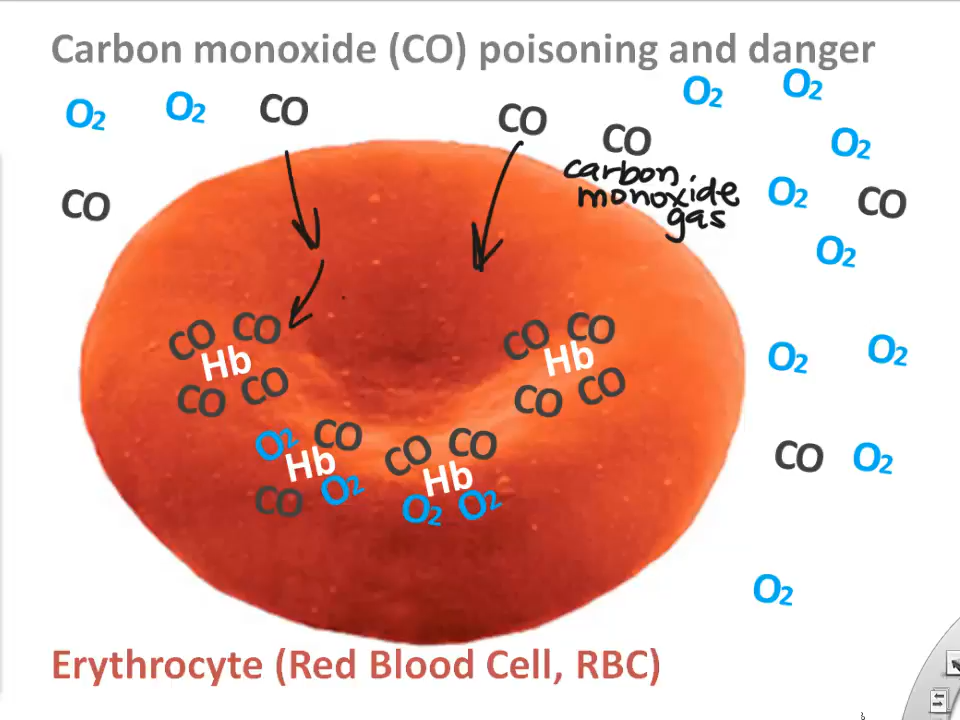 Carbon monoxide (CO) poisoning and danger
O2 O2 CO CO CO O2 O2
O2
carbon
monoxide
gas
CO O2 CO
O2
CO CO CO CO
Hb Hb O2 O2
CO CO CO CO
O2 CO CO CO
Hb Hb CO O2
CO O2 O2 O2
O2
Erythrocyte (Red Blood Cell, RBC)